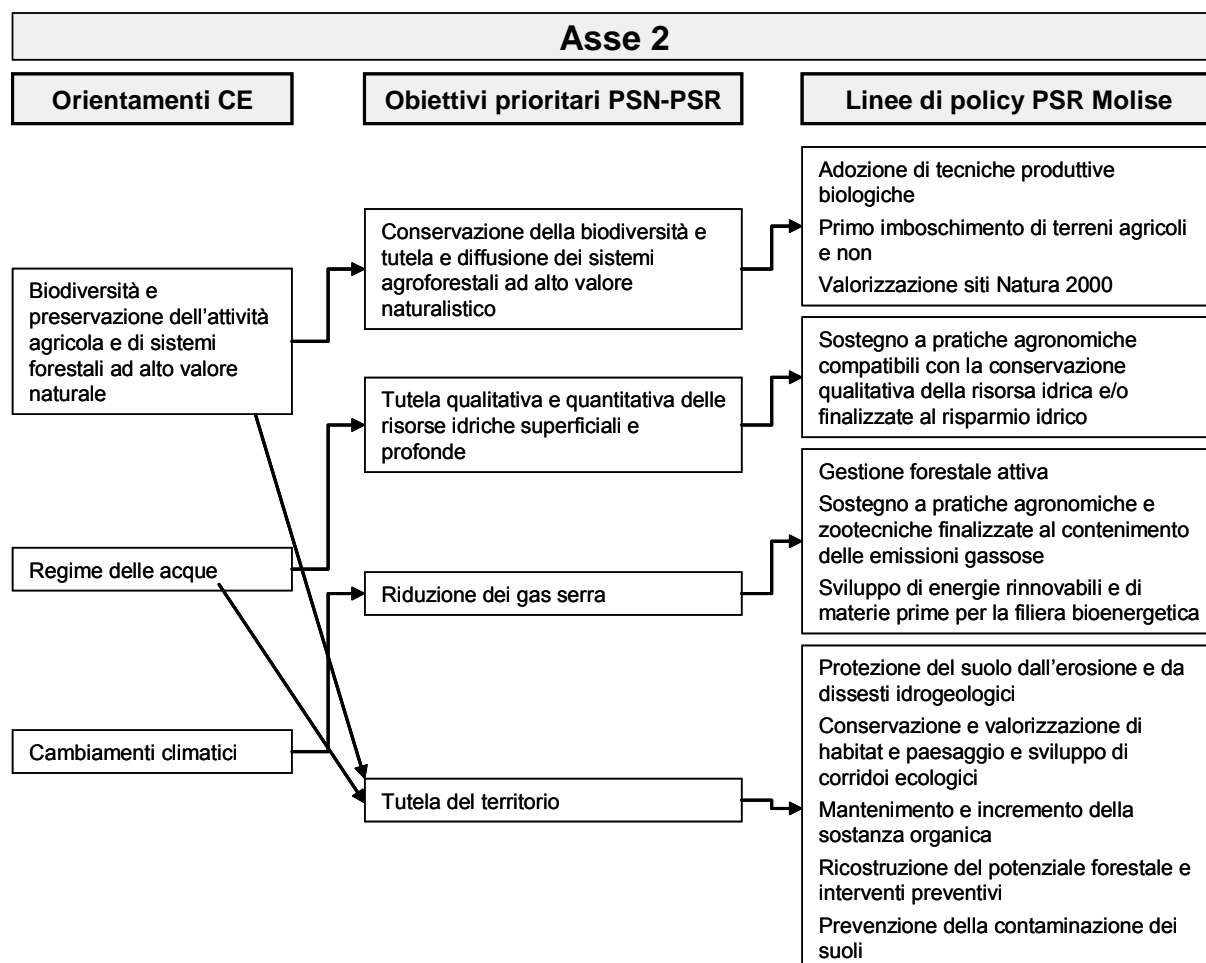 Asse 2
Orientamenti CE
Obiettivi prioritari PSN-PSR
Linee di policy PSR Molise
Biodiversità e
preservazione dell'attività
agricola e di sistemi
forestali ad alto valore
naturale
Regime delle acque
Cambiamenti climatici
Conservazione della biodiversità e
tutela e diffusione dei sistemi
agroforestali ad alto valore
naturalistico
Tutela qualitativa e quantitativa delle
risorse idriche superficiali e
profonde
Riduzione dei gas serra
Tutela del territorio
Adozione di tecniche produttive
biologiche
Primo imboschimento di terreni agricoli
e non
Valorizzazione siti Natura 2000
Sostegno a pratiche agronomiche
compatibili con la conservazione
qualitativa della risorsa idrica e/o
finalizzate al risparmio idrico
Gestione forestale attiva
Sostegno a pratiche agronomiche e
zootecniche finalizzate al contenimento
delle emissioni gassose
Sviluppo di energie rinnovabili e di
materie prime per la filiera bioenergetica
Protezione del suolo dall'erosione e da
dissesti idrogeologici
Conservazione e valorizzazione di
habitat e paesaggio e sviluppo di
corridoi ecologici
Mantenimento e incremento della
sostanza organica
Ricostruzione del potenziale forestale e
interventi preventivi
Prevenzione della contaminazione dei
suoli